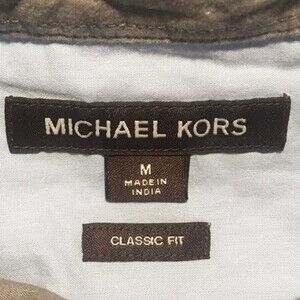 MICHAEL KORS
M
MADE IN
INDIA
CLASSIC FIT